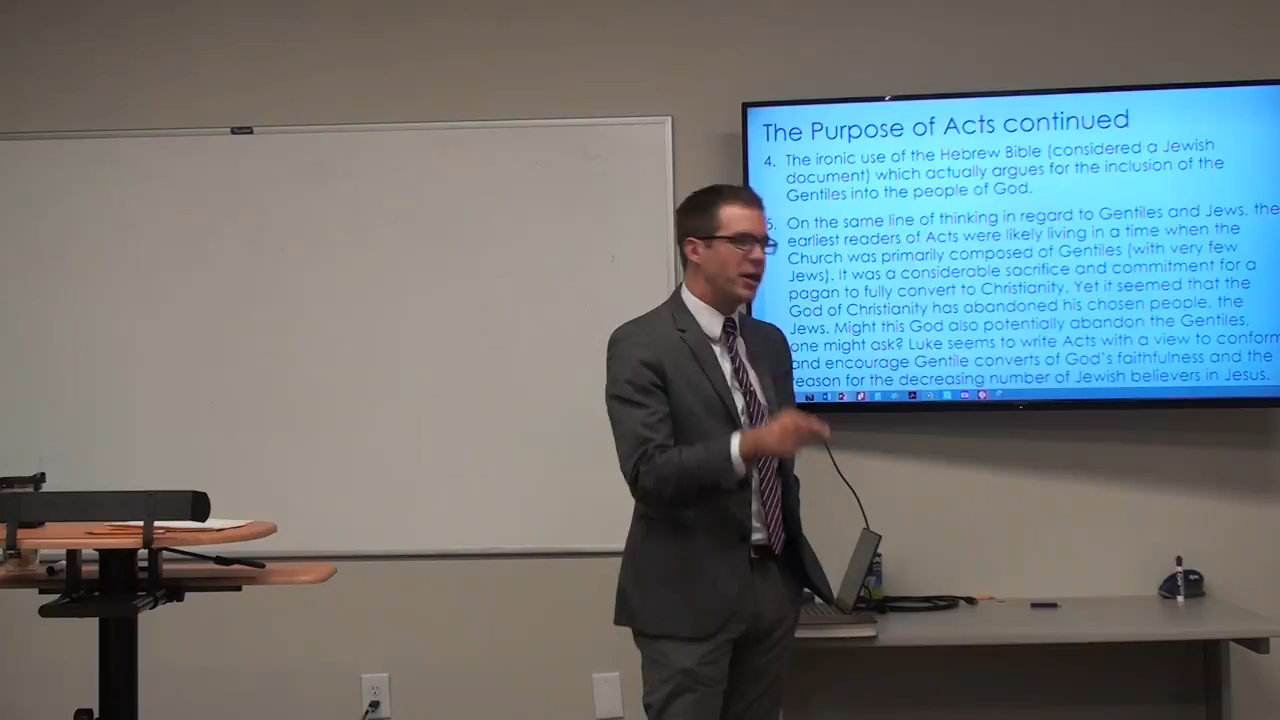 The Purpose of Acts continued
4. The ironic use of the Hebrew Bible (considered a Jewish
document) which actually argues for the inclusion of the
Gentiles into the people of God.
5. On the same line of thinking in regard to Gentiles and Jews, the
earliest readers of Acts were likely living in a time when the
Church was primarily composed of Gentiles (with very few
Jews). It was a considerable sacrifice and commitment for a
pagan to fully convert to Christianity. Yet it seemed that the
God of Christianity has abandoned his chosen people, the
Jews. Might this God also potentially abandon the Gentiles,
one might ask? Luke seems to write Acts with a view to conform
and encourage Gentile converts of God's faithfulness and the
reason for the decreasing number of Jewish believers in Jesus.